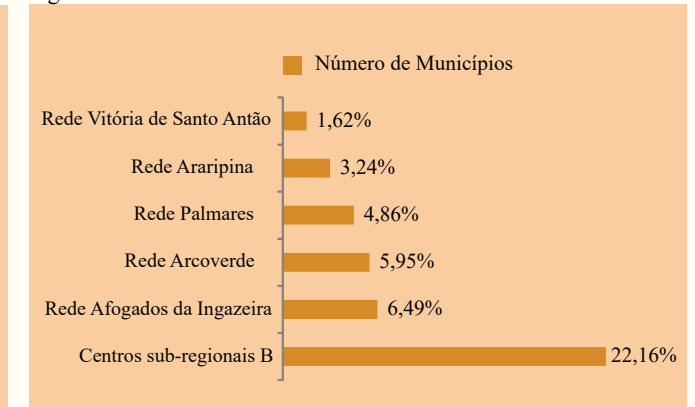 Número de Municípios
Rede Vitória de Santo Antão 1,62%
Rede Araripina 3,24%
Rede Palmares 4,86%
Rede Arcoverde 5,95%
Rede Afogados da Ingazeira 6,49%
Centros sub-regionais B 22,16%